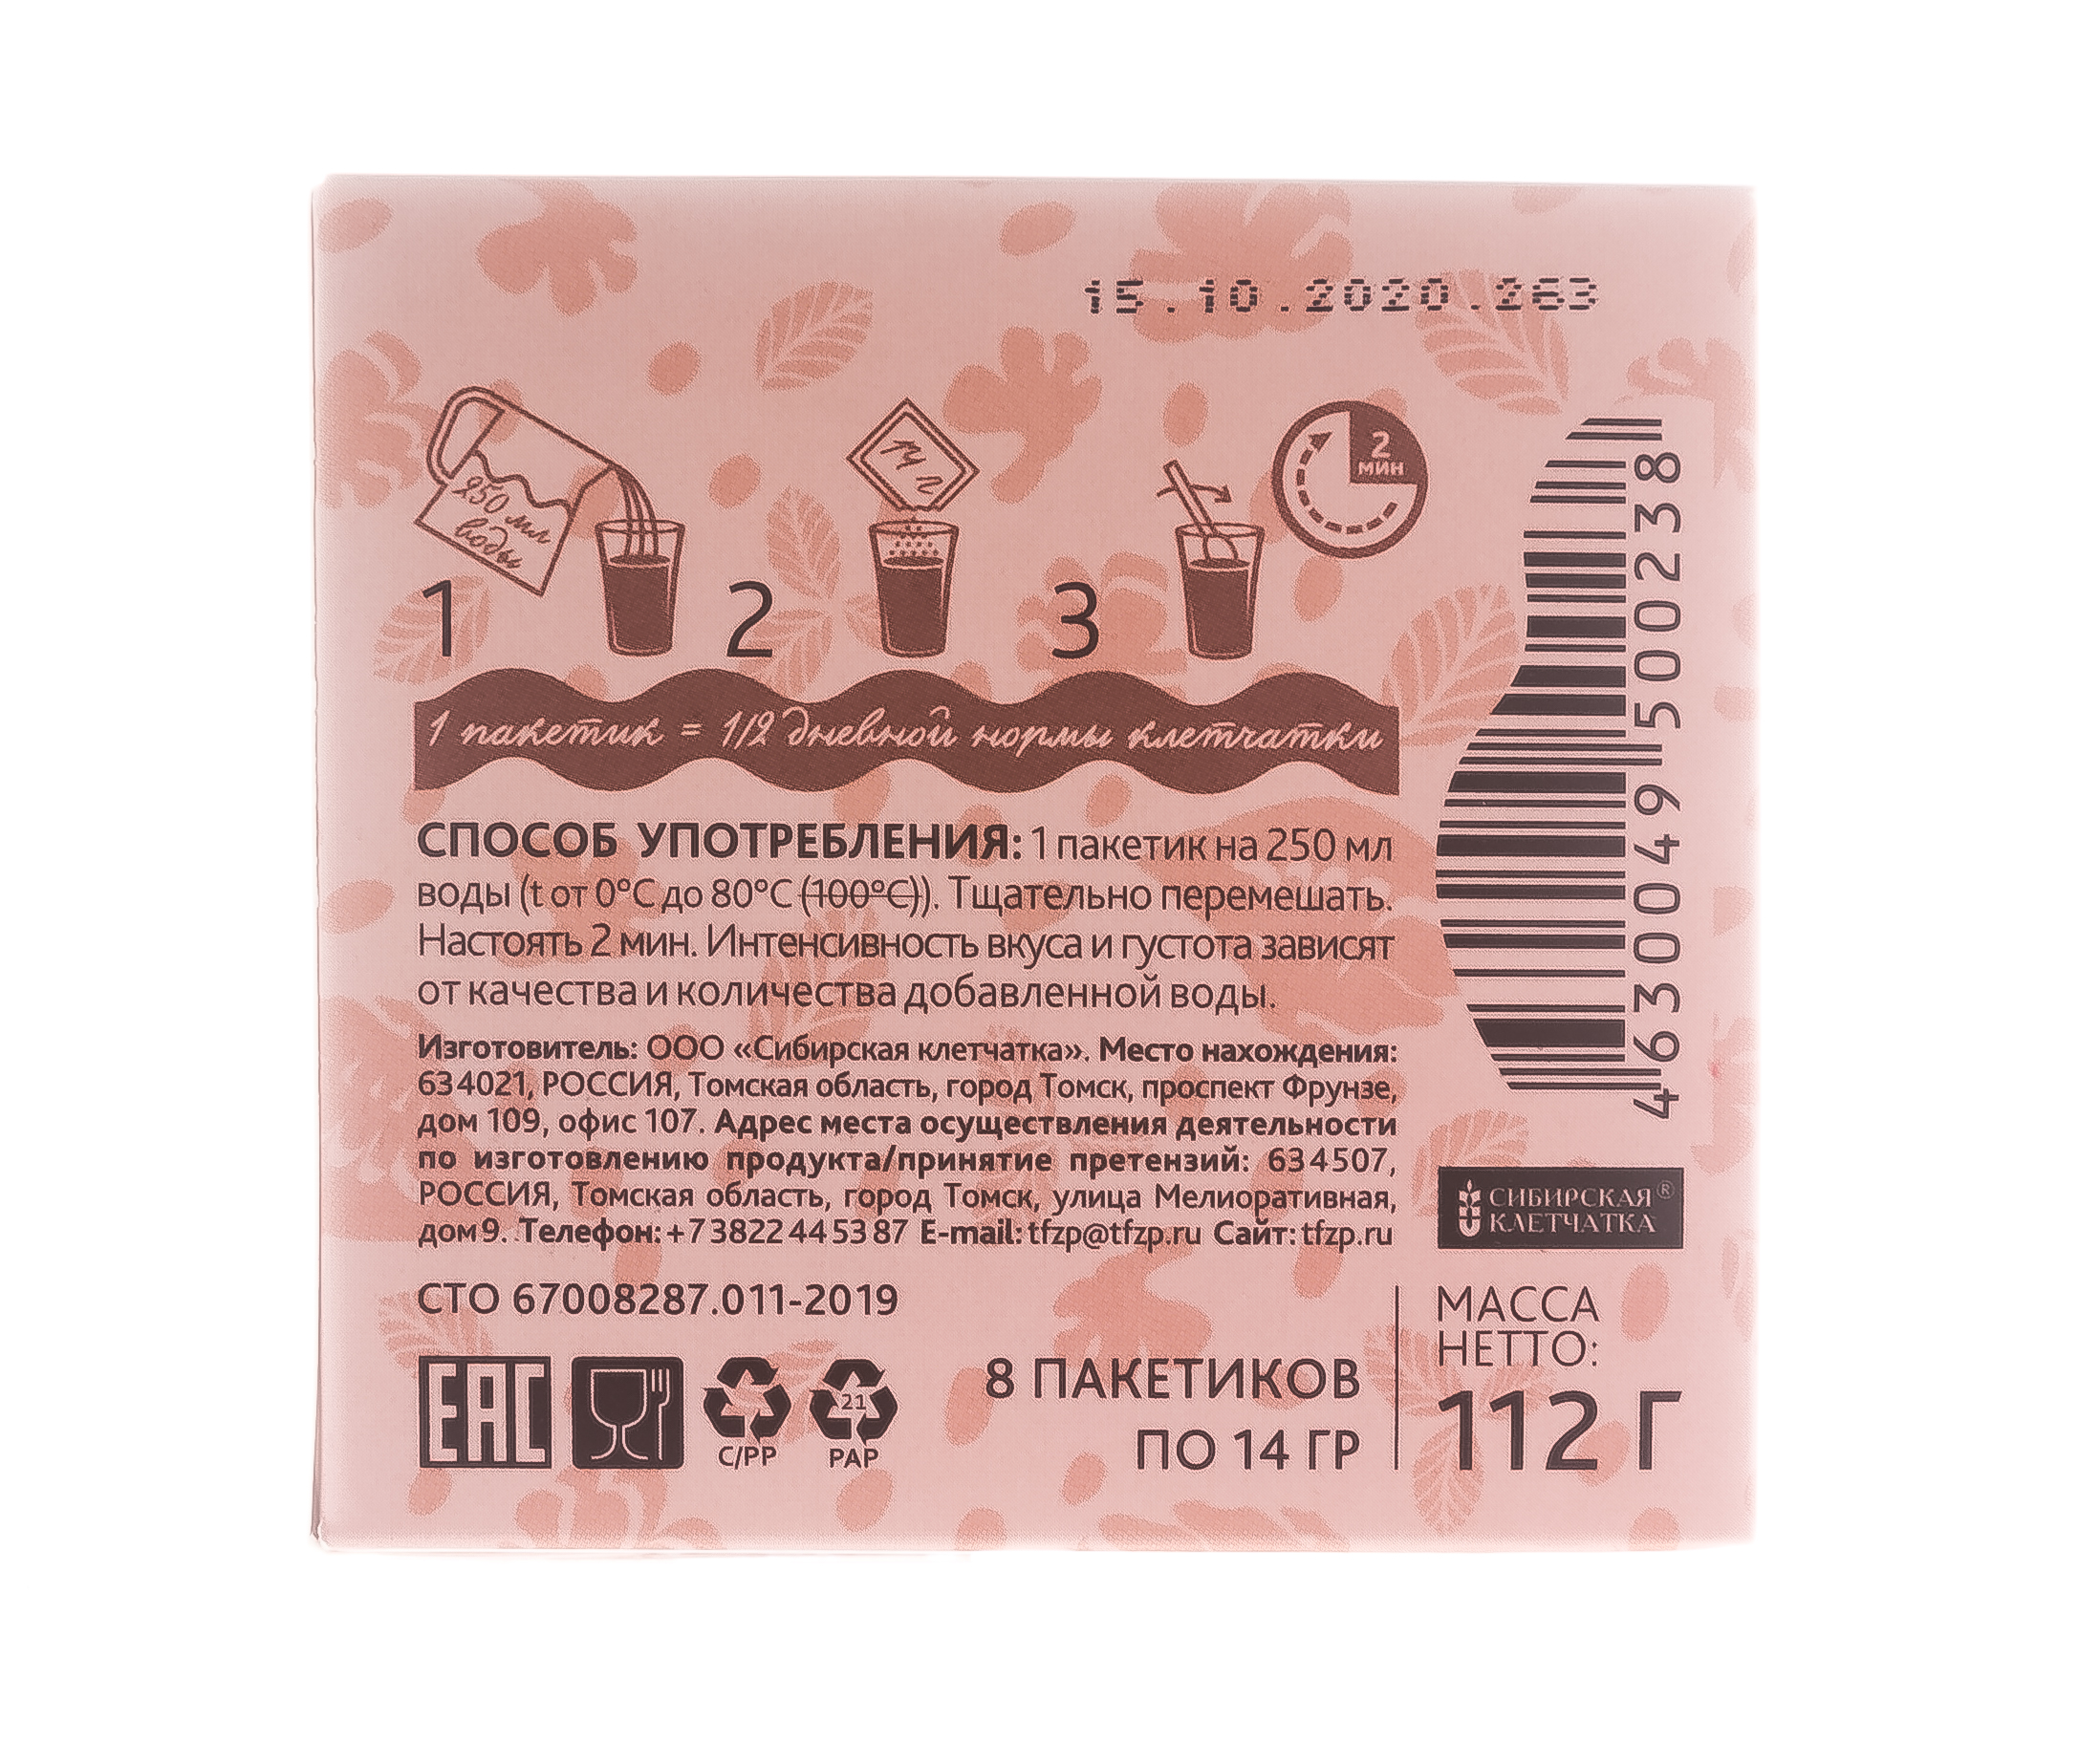 15.10.2020.263
250 мл
воды
14 г
2
мин
1
2
3
1 пакетик = 1/2 дневной нормы клетчатки
СПОСОБ УПОТРЕБЛЕНИЯ: 1 пакетик на 250 мл
воды (t от 0°С до 80°С (100°С)). Тщательно перемешать.
Настоять 2 мин. Интенсивность вкуса и густота зависят
от качества и количества добавленной воды.
Изготовитель: ООО «Сибирская клетчатка». Место нахождения:
634021, РОССИЯ, Томская область, город Томск, проспект Фрунзе,
дом 109, офис 107. Адрес места осуществления деятельности
по изготовлению продукта/принятие претензий: 634507,
РОССИЯ, Томская область, город Томск, улица Мелиоративная,
дом 9. Телефон: +7 3822 44 53 87 E-mail: tfzp@tfzp.ru Сайт: tfzp.ru
СТО 67008287.011-2019
EAC
C/PP
21
PAP
8 ПАКЕТИКОВ
ПО 14 ГР
4630049500238
СИБИРСКАЯ®
КЛЕТЧАТКА
МАССА
НЕТТО:
112 Г